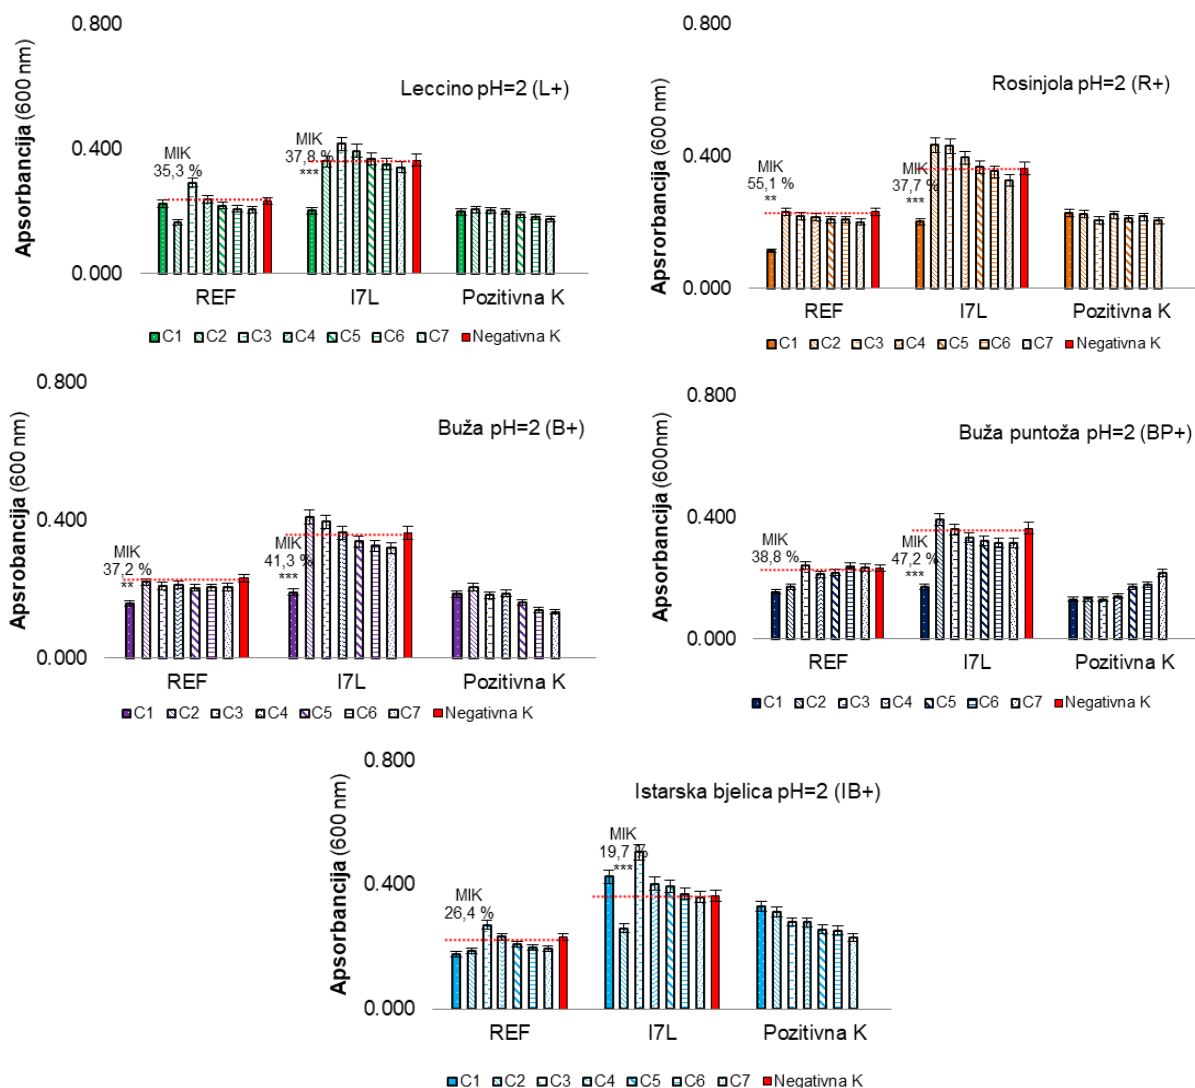 0.800
Leccino pH=2 (L+)
Apsorbancija (600 nm)
0.400
0.000
MIK
35,3 %
MIK
37,8 %
***
REF I7L Pozitivna K
C1 C2 C3 C4 C5 C6 C7 Negativna K
0.800
Rosinjola pH=2 (R+)
Apsrorbancija (600 nm)
0.400
0.000
MIK
55,1 %
**
MIK
37,7 %
***
REF I7L Pozitivna K
C1 C2 C3 C4 C5 C6 C7 Negativna K
0.800
Buža pH=2 (B+)
Apsrobancija (600 nm)
0.400
0.000
MIK
37,2 %
**
MIK
41,3 %
***
REF I7L Pozitivna K
C1 C2 C3 C4 C5 C6 C7 Negativna K
0.800
Buža puntoža pH=2 (BP+)
Apsorbancija (600nm)
0.400
0.000
MIK
38,8 %
MIK
47,2 %
***
REF I7L Pozitivna K
C1 C2 C3 C4 C5 C6 C7 Negativna K
0.800
Istarska bjelica pH=2 (IB+)
Apsorbancija (600 nm)
0.400
0.000
MIK
26,4 %
MIK
19,7 %
***
REF I7L Pozitivna K
C1 C2 C3 C4 C5 C6 C7 Negativna K